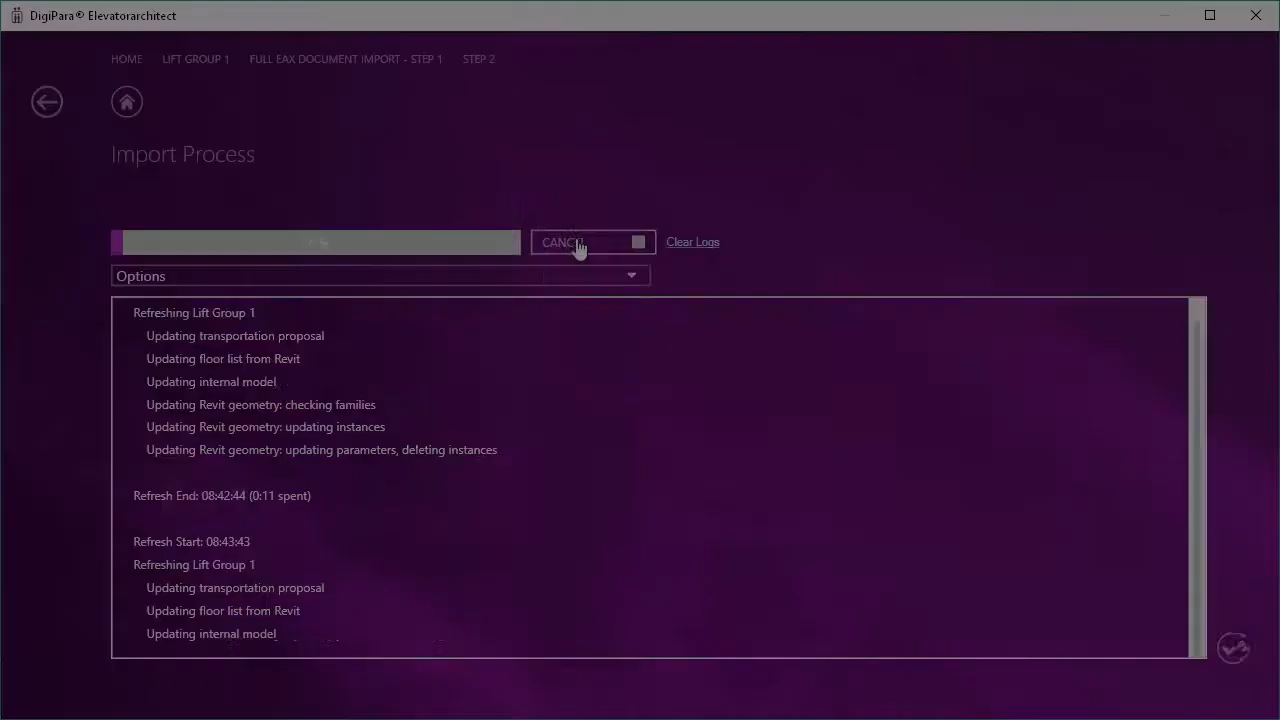 DigiPara® Elevatorarchitect
HOME LIFT GROUP 1 FULL EAX DOCUMENT IMPORT - STEP 1 STEP 2
Import Process
Clear Logs
Options
Refreshing Lift Group 1
Updating transportation proposal
Updating floor list from Revit
Updating internal model
Updating Revit geometry: checking families
Updating Revit geometry: updating instances
Updating Revit geometry: updating parameters, deleting instances
Refresh End: 08:42:44 (0:11 spent)
Refresh Start: 08:43:43
Refreshing Lift Group 1
Updating transportation proposal
Updating floor list from Revit
Updating internal model